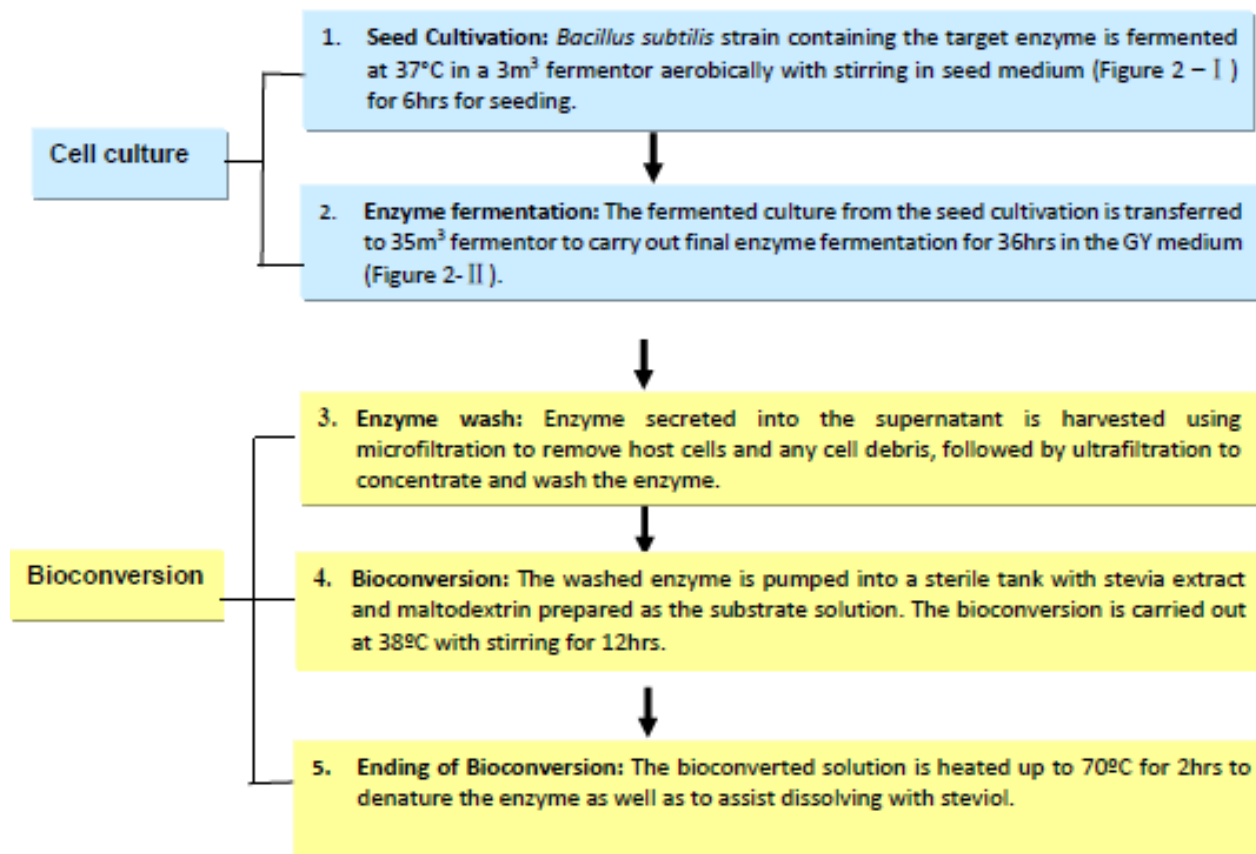 1. Seed Cultivation: Bacillus subtilis strain containing the target enzyme is fermented
at 37°C in a 3m³ fermentor aerobically with stirring in seed medium (Figure 2 – Ⅰ )
for 6hrs for seeding.
Cell culture
2. Enzyme fermentation: The fermented culture from the seed cultivation is transferred
to 35m³ fermentor to carry out final enzyme fermentation for 36hrs in the GY medium
(Figure 2- Ⅱ ).
3. Enzyme wash: Enzyme secreted into the supernatant is harvested using
microfiltration to remove host cells and any cell debris, followed by ultrafiltration to
concentrate and wash the enzyme.
Bioconversion
4. Bioconversion: The washed enzyme is pumped into a sterile tank with stevia extract
and maltodextrin prepared as the substrate solution. The bioconversion is carried out
at 38ºC with stirring for 12hrs.
5. Ending of Bioconversion: The bioconverted solution is heated up to 70ºC for 2hrs to
denature the enzyme as well as to assist dissolving with steviol.